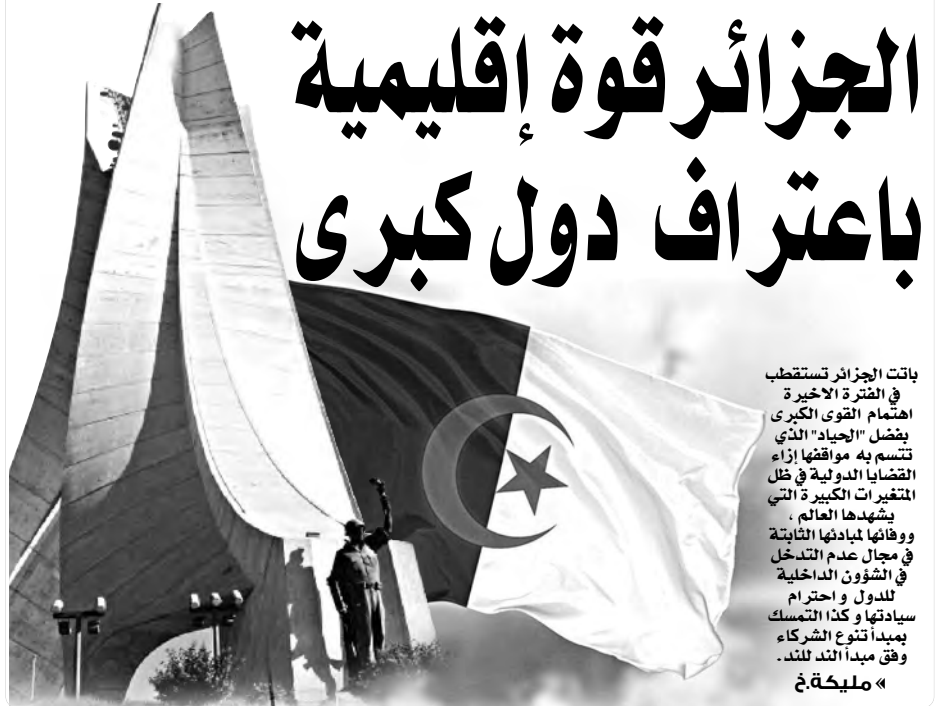 الجزائر قوة إقليمية
باعتراف دول كبرى
باتت الجزائر تستقطب
في الفترة الاخيرة
اهتمام القوى الكبرى
بفضل "الحياد" الذي
تتسم به مواقفها إزاء
القضايا الدولية في ظل
المتغيرات الكبيرة التي
يشهدها العالم ،
ووفائها لمبادئها الثابتة
في مجال عدم التدخل
في الشؤون الداخلية
للدول و احترام
سيادتها و كذا التمسك
بمبدأ تنوع الشركاء
وفق مبدأ الند للند.
» مليكة.خ